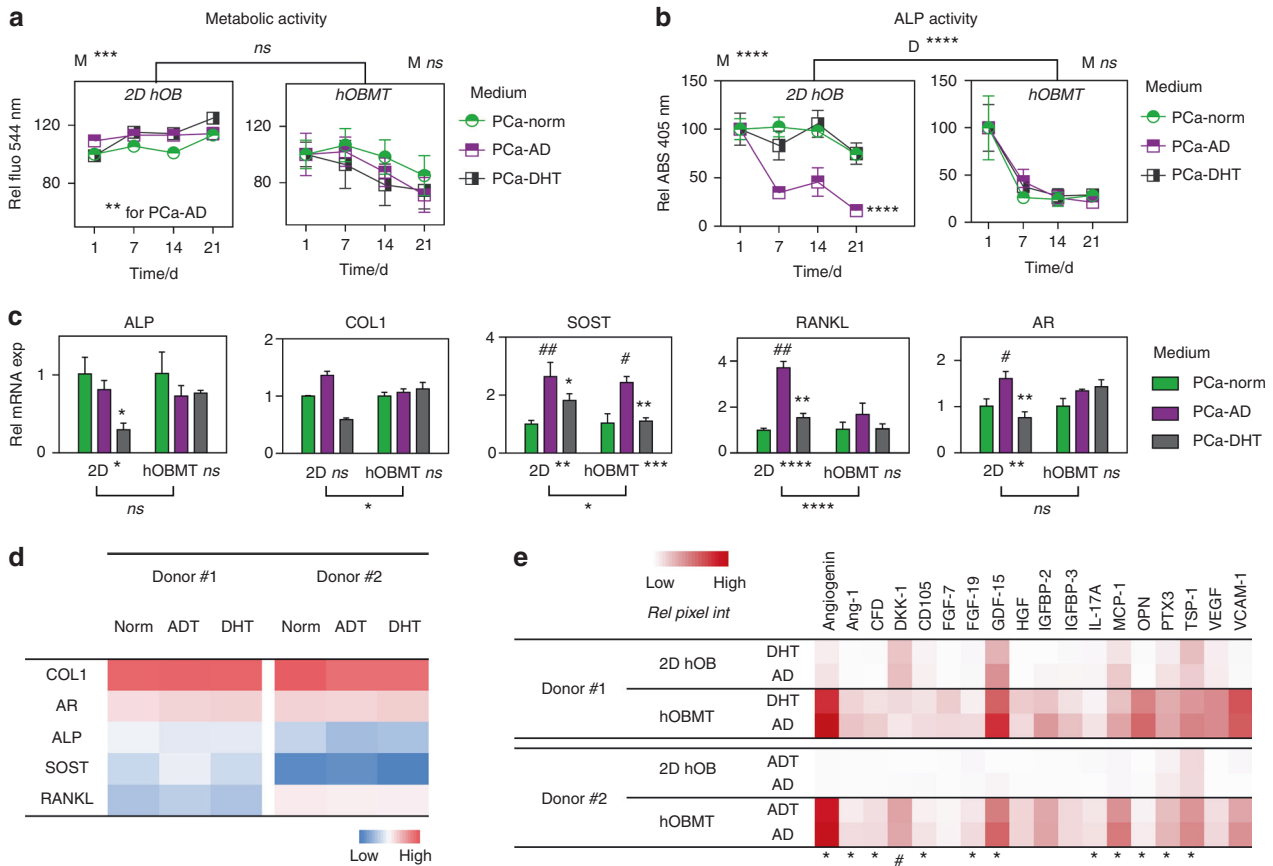 a
Metabolic activity
M ***
ns
M ns
2D hOB
hOBMT
Rel fluo 544 nm
120
80
120
80
** for PCa-AD
1 7 14 21
1 7 14 21
Time/d
Time/d
Medium
PCa-norm
PCa-AD
PCa-DHT
b
ALP activity
M ****
D ****
M ns
2D hOB
hOBMT
Rel ABS 405 nm
150
100
50
0
150
100
50
0
****
1 7 14 21
1 7 14 21
Time/d
Time/d
Medium
PCa-norm
PCa-AD
PCa-DHT
c
Rel mRNA exp
ALP
1
0
*
2D *
hOBMT ns
ns
COL1
2
1
0
2D ns
hOBMT ns
*
SOST
4
2
0
## * # **
2D **
hOBMT ***
*
RANKL
4
2
0
## **
2D ****
hOBMT ns
****
AR
2
1
0
# **
2D **
hOBMT ns
ns
Medium
PCa-norm
PCa-AD
PCa-DHT
d
Donor #1 Donor #2
Norm ADT DHT Norm ADT DHT
COL1
AR
ALP
SOST
RANKL
Low High
e
Low High
Rel pixel int
Angiogenin
Ang-1
CFD
DKK-1
CD105
FGF-7
FGF-19
GDF-15
HGF
IGFBP-2
IGFBP-3
IL-17A
MCP-1
OPN
PTX3
TSP-1
VEGF
VCAM-1
Donor #1
2D hOB
DHT
AD
hOBMT
DHT
AD
Donor #2
2D hOB
ADT
AD
hOBMT
ADT
AD
* * * # * * * * * * * *